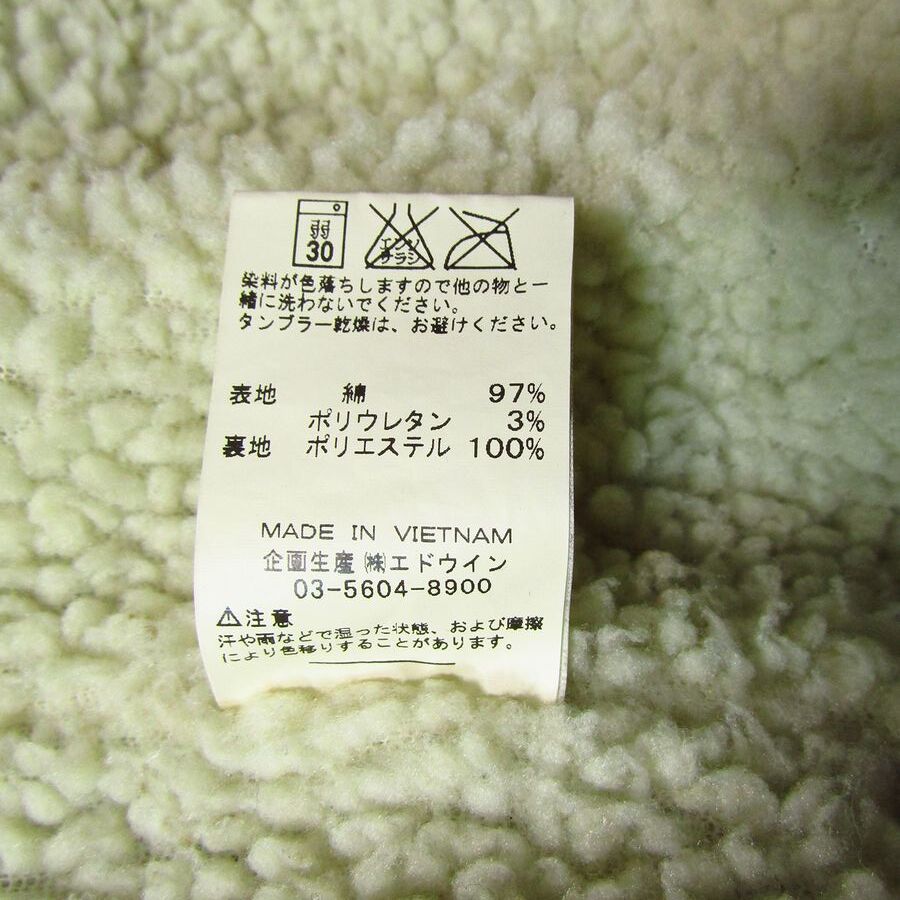 弱
30
エンソ
サラシ
染料が色落ちしますので他の物と一
緒に洗わないでください。
タンブラー乾燥は、お避けください。
表地 綿 97%
ポリウレタン 3%
裏地 ポリエステル 100%
MADE IN VIETNAM
企画生産 ㈱エドウイン
03-5604-8900
⚠注意
汗や雨などで湿った状態、および摩擦
により色移りすることがあります。